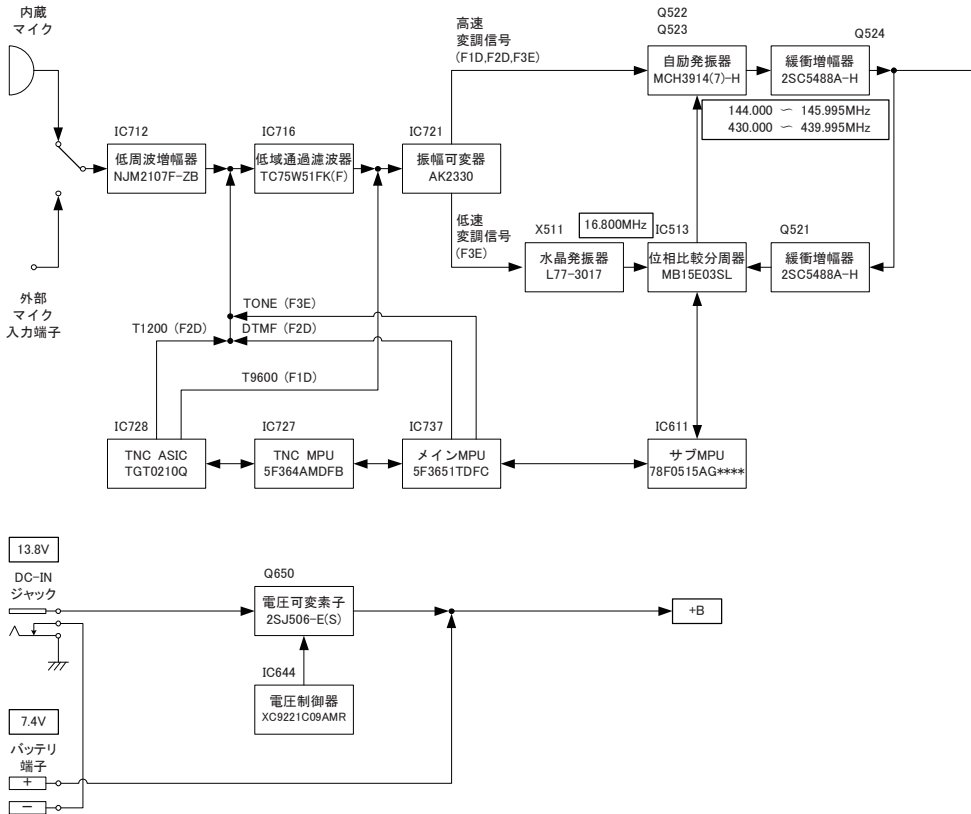 内蔵
マイク
高速
変調信号
(F1D,F2D,F3E)
Q522
Q523
自励発振器
MCH3914(7)-H
Q524
緩衝増幅器
2SC5488A-H
144.000 ～ 145.995MHz
430.000 ～ 439.995MHz
IC712
低周波増幅器
NJM2107F-ZB
IC716
低域通過濾波器
TC75W51FK(F)
IC721
振幅可変器
AK2330
低速
変調信号
(F3E)
X511
水晶発振器
L77-3017
16.800MHz
IC513
位相比較分周器
MB15E03SL
Q521
緩衝増幅器
2SC5488A-H
外部
マイク
入力端子
TONE (F3E)
T1200 (F2D)
DTMF (F2D)
T9600 (F1D)
IC728
TNC ASIC
TGT0210Q
IC727
TNC MPU
5F364AMDFB
IC737
メインMPU
5F3651TDFC
IC611
サブMPU
78F0515AG****
13.8V
DC-IN
ジャック
Q650
電圧可変素子
2SJ506-E(S)
+B
IC644
電圧制御器
XC9221C09AMR
7.4V
バッテリ
端子
+
−